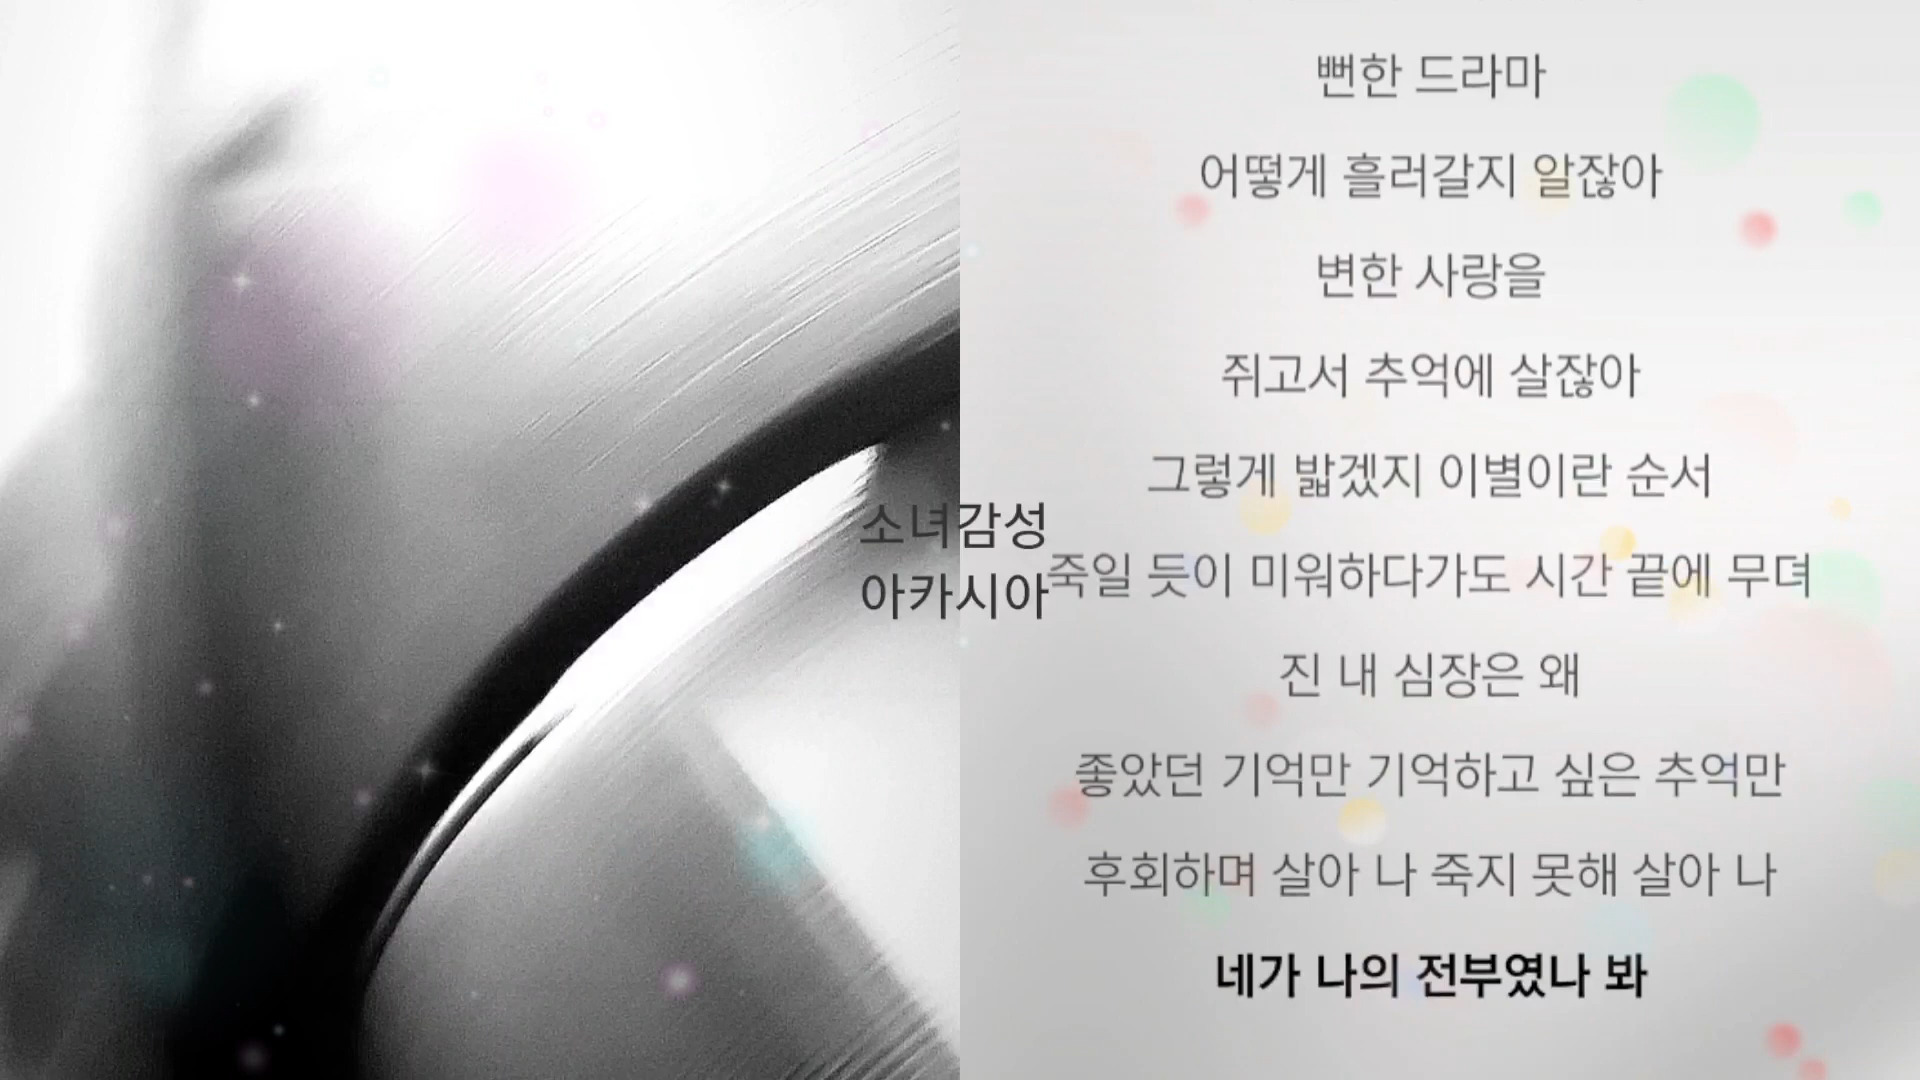 소녀감성
아카시아
뻔한 드라마
어떻게 흘러갈지 알잖아
변한 사랑을
쥐고서 추억에 살잖아
그렇게 밟겠지 이별이란 순서
죽일 듯이 미워하다가도 시간 끝에 무뎌
진 내 심장은 왜
좋았던 기억만 기억하고 싶은 추억만
후회하며 살아 나 죽지 못해 살아 나
네가 나의 전부였나 봐